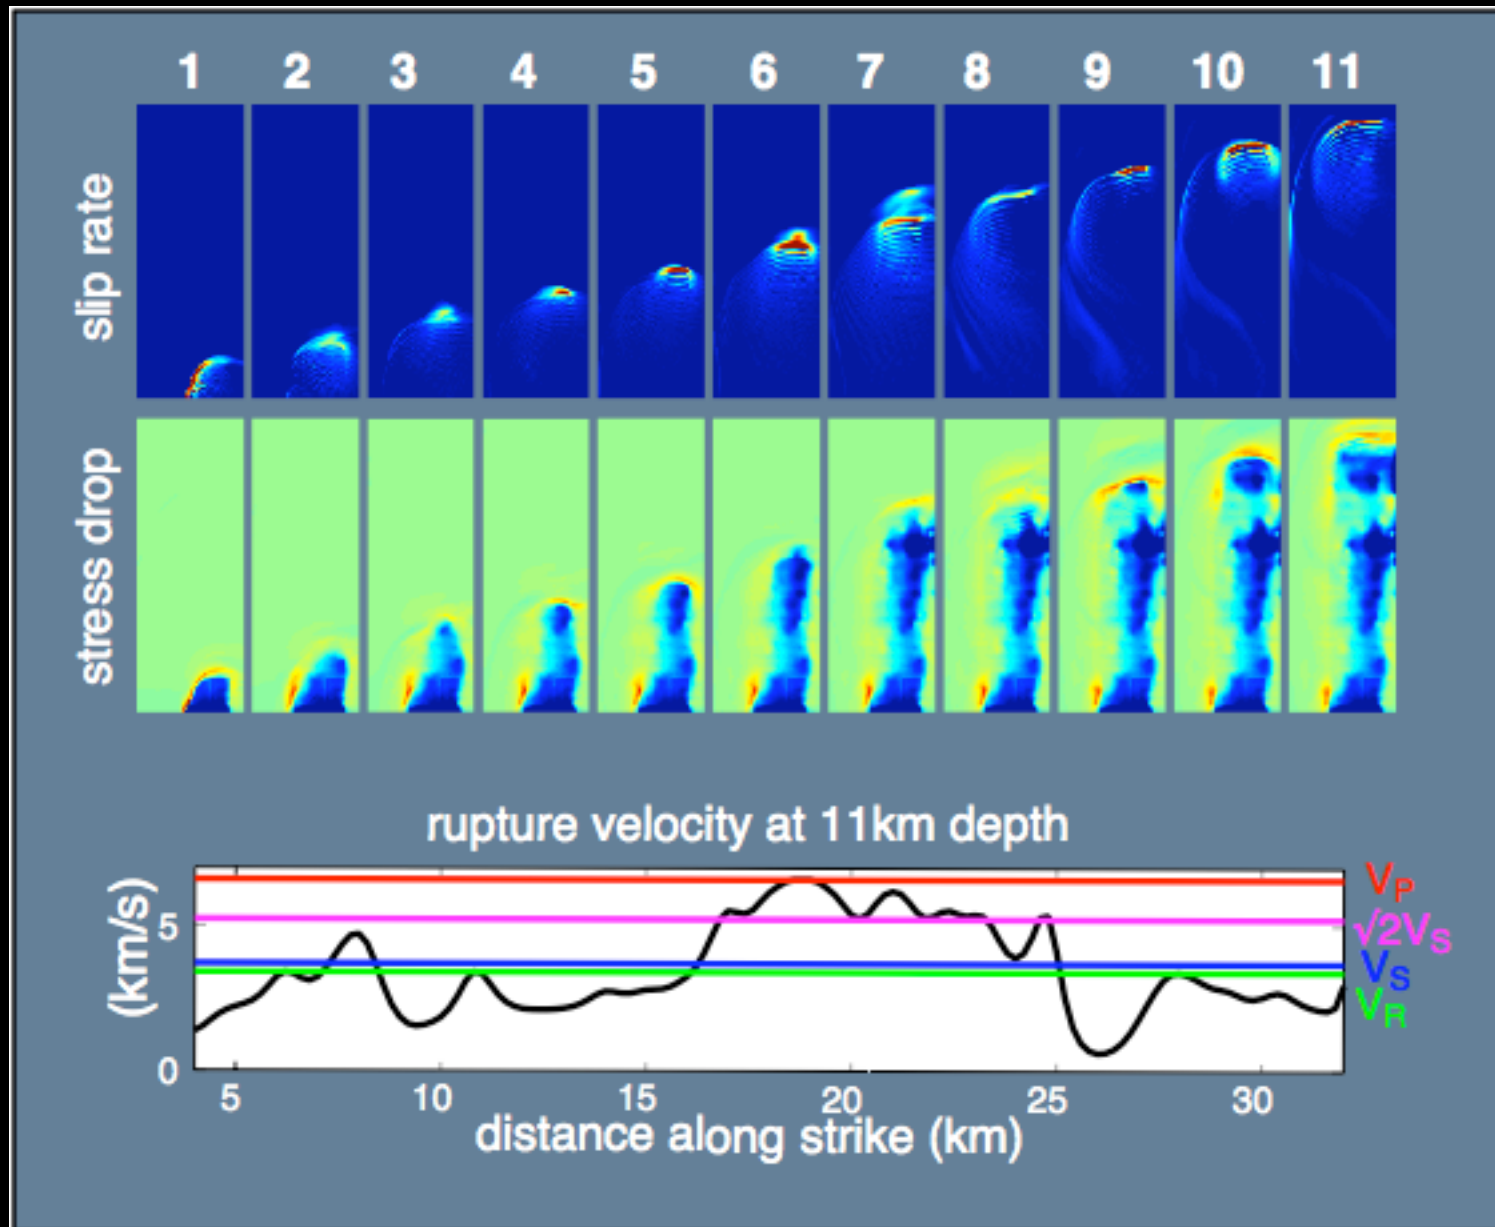 1 2 3 4 5 6 7 8 9 10 11
slip rate
stress drop
rupture velocity at 11km depth
(km/s)
5
0
V_P
√2V_S
V_S
V_R
5 10 15 20 25 30
distance along strike (km)